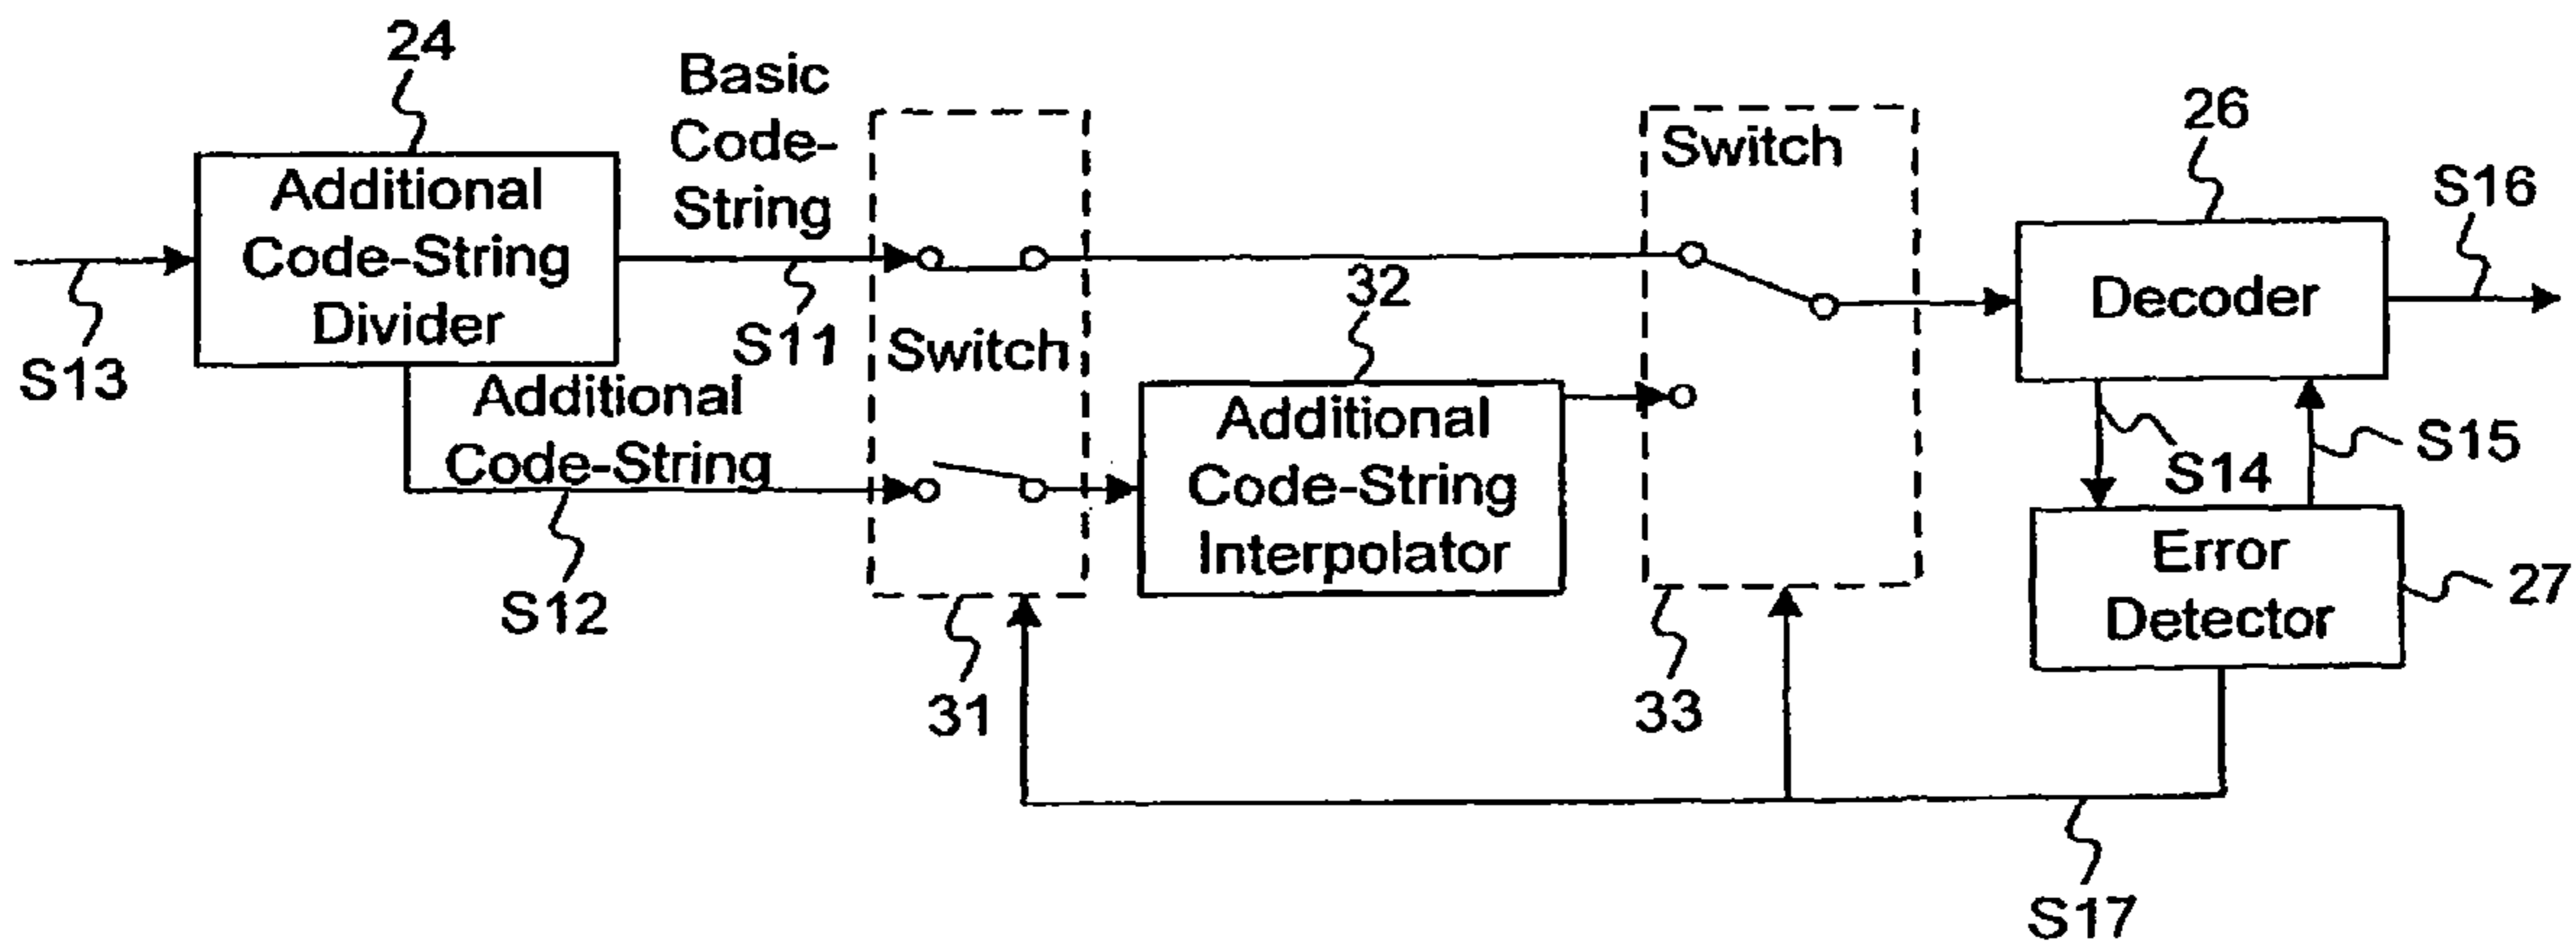 24
Additional
Code-String
Divider
S13
Basic
Code-
String
S11
Additional
Code-String
S12
Switch
31
32
Additional
Code-String
Interpolator
Switch
33
26
Decoder
S16
S14
S15
Error
Detector
27
S17